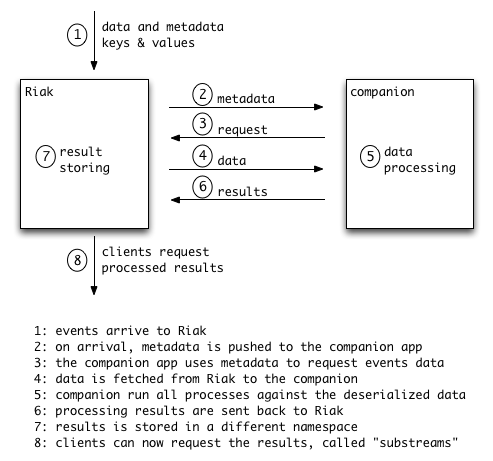 1 data and metadata
keys & values
Riak
2 metadata
companion
3 request
7 result
storing
4 data
5 data
processing
6 results
8 clients request
processed results
1: events arrive to Riak
2: on arrival, metadata is pushed to the companion app
3: the companion app uses metadata to request events data
4: data is fetched from Riak to the companion
5: companion run all processes against the deserialized data
6: processing results are sent back to Riak
7: results is stored in a different namespace
8: clients can now request the results, called "substreams"